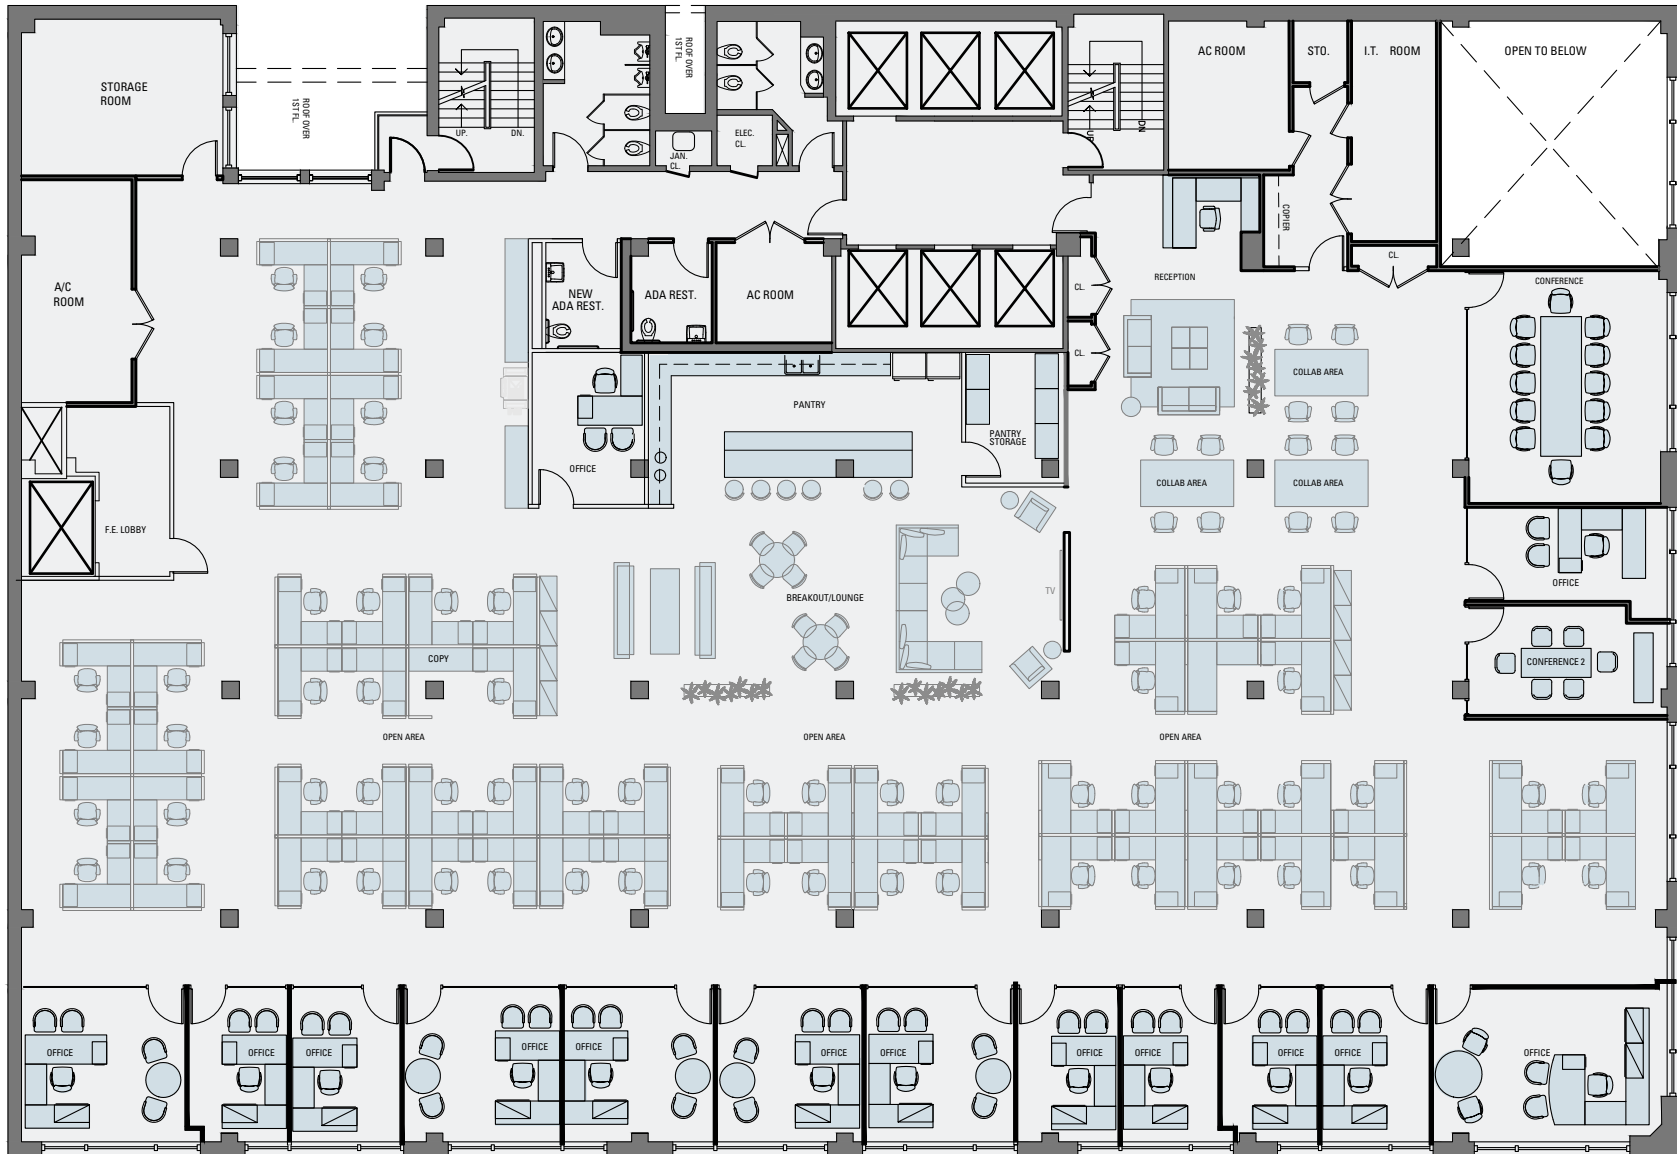 STORAGE
ROOM
ROOF OVER
1ST FL.
UP.
DN.
ROOF OVER
1ST FL.
JAN.
CL.
ELEC.
CL.
UP
DN
AC ROOM
STO.
I.T. ROOM
OPEN TO BELOW
COPIER
CL.
A/C
ROOM
NEW
ADA REST.
ADA REST.
AC ROOM
CL.
CL.
RECEPTION
CONFERENCE
COLLAB AREA
PANTRY
PANTRY
STORAGE
OFFICE
COLLAB AREA
COLLAB AREA
F.E. LOBBY
BREAKOUT/LOUNGE
TV
OFFICE
COPY
CONFERENCE 2
OPEN AREA
OPEN AREA
OPEN AREA
OFFICE
OFFICE
OFFICE
OFFICE
OFFICE
OFFICE
OFFICE
OFFICE
OFFICE
OFFICE
OFFICE
OFFICE